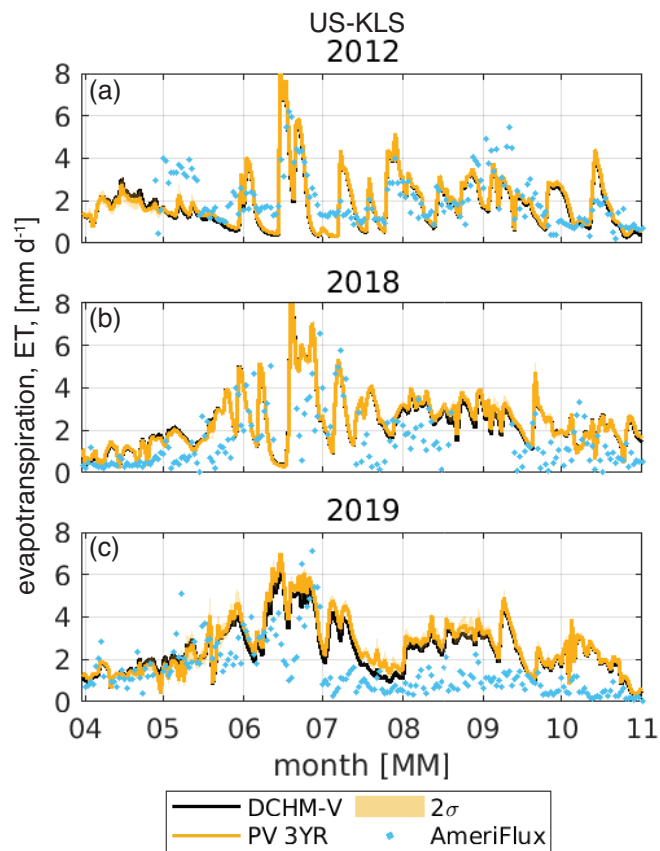 US-KLS
2012
(a)
8
6
4
2
0
2018
(b)
8
6
4
2
0
evapotranspiration, ET, [mm d⁻¹]
2019
(c)
8
6
4
2
0
04 05 06 07 08 09 10 11
month [MM]
DCHM-V 2σ
PV 3YR AmeriFlux